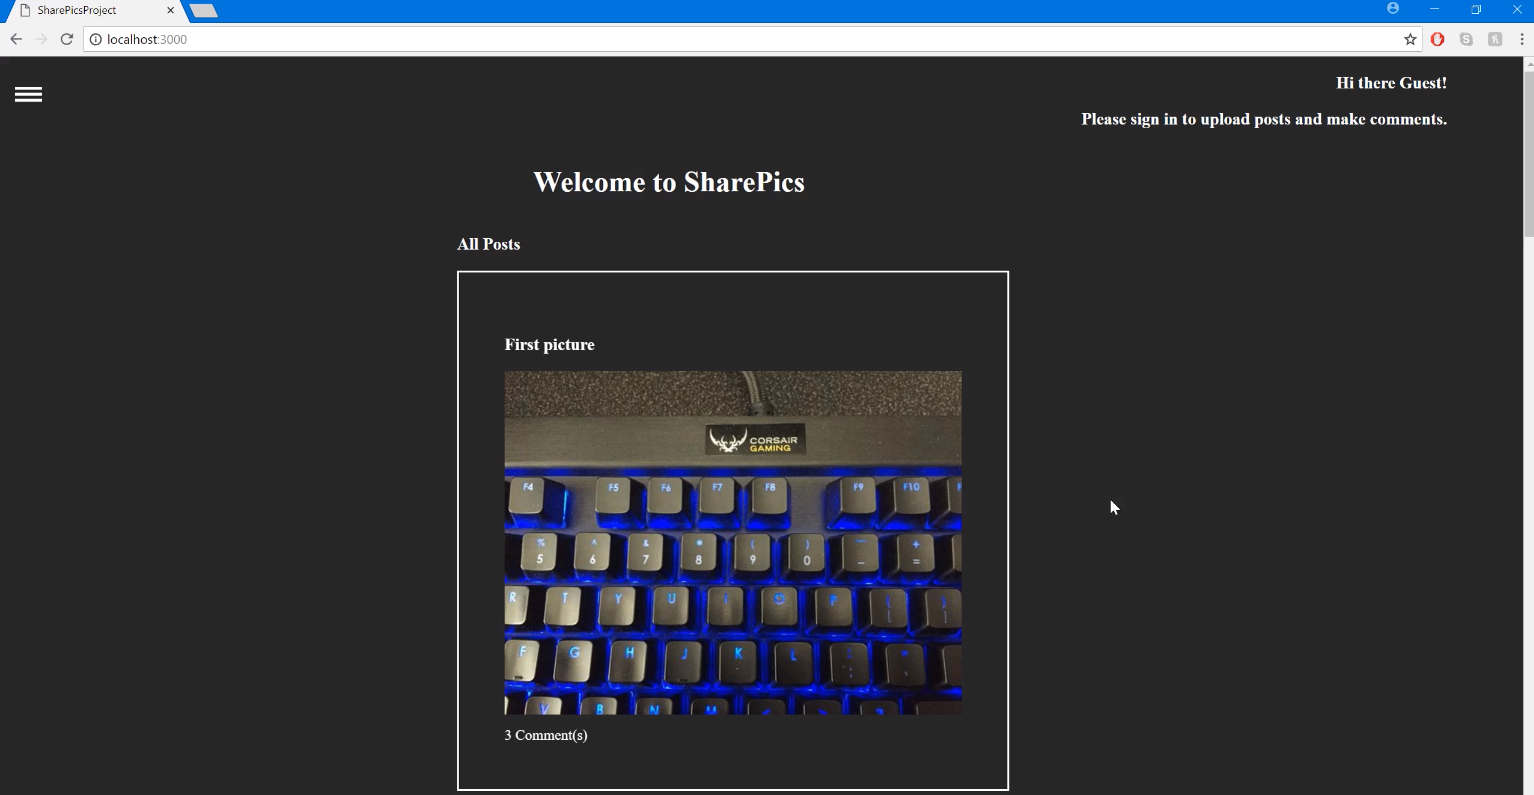 SharePicsProject
localhost:3000
Hi there Guest!
Please sign in to upload posts and make comments.
Welcome to SharePics
All Posts
First picture
CORSAIR
GAMING
F4 F5 F6 F7 F8 F9 F10
% ^ & * ( ) _ +
5 6 7 8 9 0 =
R T Y U I O P { }
[ ]
F G H J K L : "
;
V B N M < > ?
3 Comment(s)